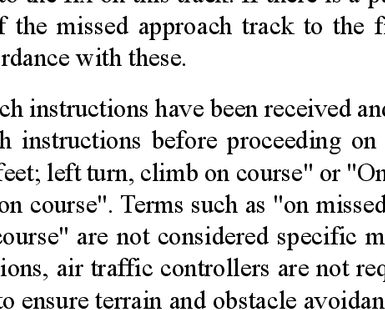 to the fix on this track. If there is a
f the missed approach track to the
rdance with these.
ch instructions have been received and
h instructions before proceeding on
feet; left turn, climb on course" or "On
on course". Terms such as "on missed
course" are not considered specific m
ions, air traffic controllers are not req
to ensure terrain and obstacle avoidan